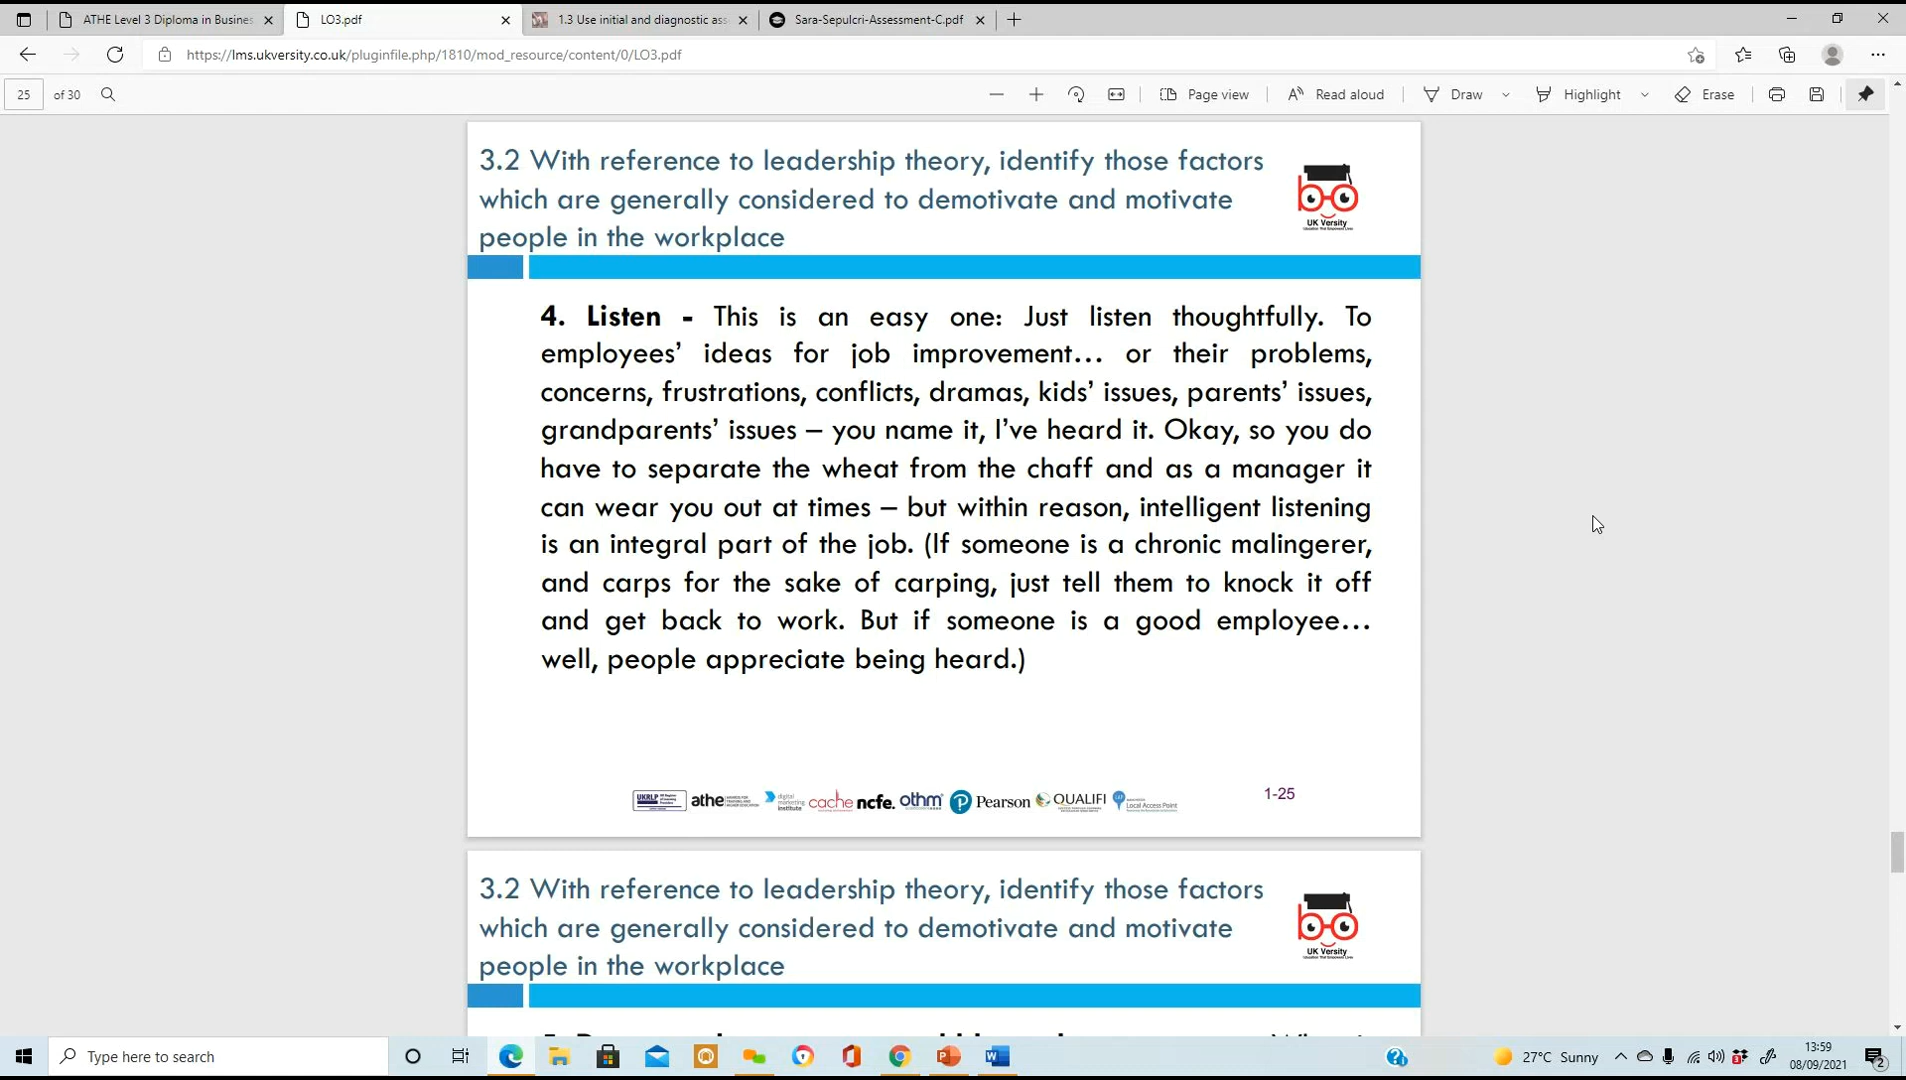 ATHE Level 3 Diploma in Busines
LO3.pdf
1.3 Use initial and diagnostic ass
Sara-Sepulcri-Assessment-C.pdf
https://lms.ukversity.co.uk/pluginfile.php/1810/mod_resource/content/0/LO3.pdf
25 of 30
Page view
Read aloud
Draw
Highlight
Erase
3.2 With reference to leadership theory, identify those factors
which are generally considered to demotivate and motivate
people in the workplace
UK Versity
4. Listen - This is an easy one: Just listen thoughtfully. To
employees’ ideas for job improvement… or their problems,
concerns, frustrations, conflicts, dramas, kids’ issues, parents’ issues,
grandparents’ issues – you name it, I’ve heard it. Okay, so you do
have to separate the wheat from the chaff and as a manager it
can wear you out at times – but within reason, intelligent listening
is an integral part of the job. (If someone is a chronic malingerer,
and carps for the sake of carping, just tell them to knock it off
and get back to work. But if someone is a good employee…
well, people appreciate being heard.)
UKRLP athe digital marketing institute cache ncfe. othm Pearson QUALIFI Local Access Point
1-25
3.2 With reference to leadership theory, identify those factors
which are generally considered to demotivate and motivate
people in the workplace
UK Versity
Type here to search
27°C Sunny
13:59
08/09/2021
2